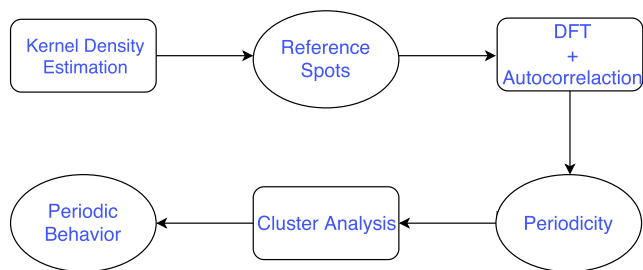 Kernel Density
Estimation
Reference
Spots
DFT
+
Autocorrelaction
Periodic
Behavior
Cluster Analysis
Periodicity